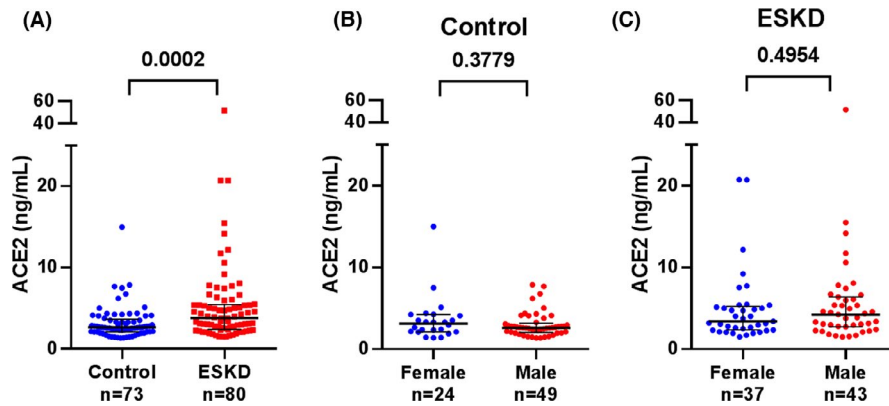 (A)
0.0002
60
40
20
10
0
ACE2 (ng/mL)
Control
n=73
ESKD
n=80
(B)
Control
0.3779
60
40
20
10
0
ACE2 (ng/mL)
Female
n=24
Male
n=49
(C)
ESKD
0.4954
60
40
20
10
0
ACE2 (ng/mL)
Female
n=37
Male
n=43